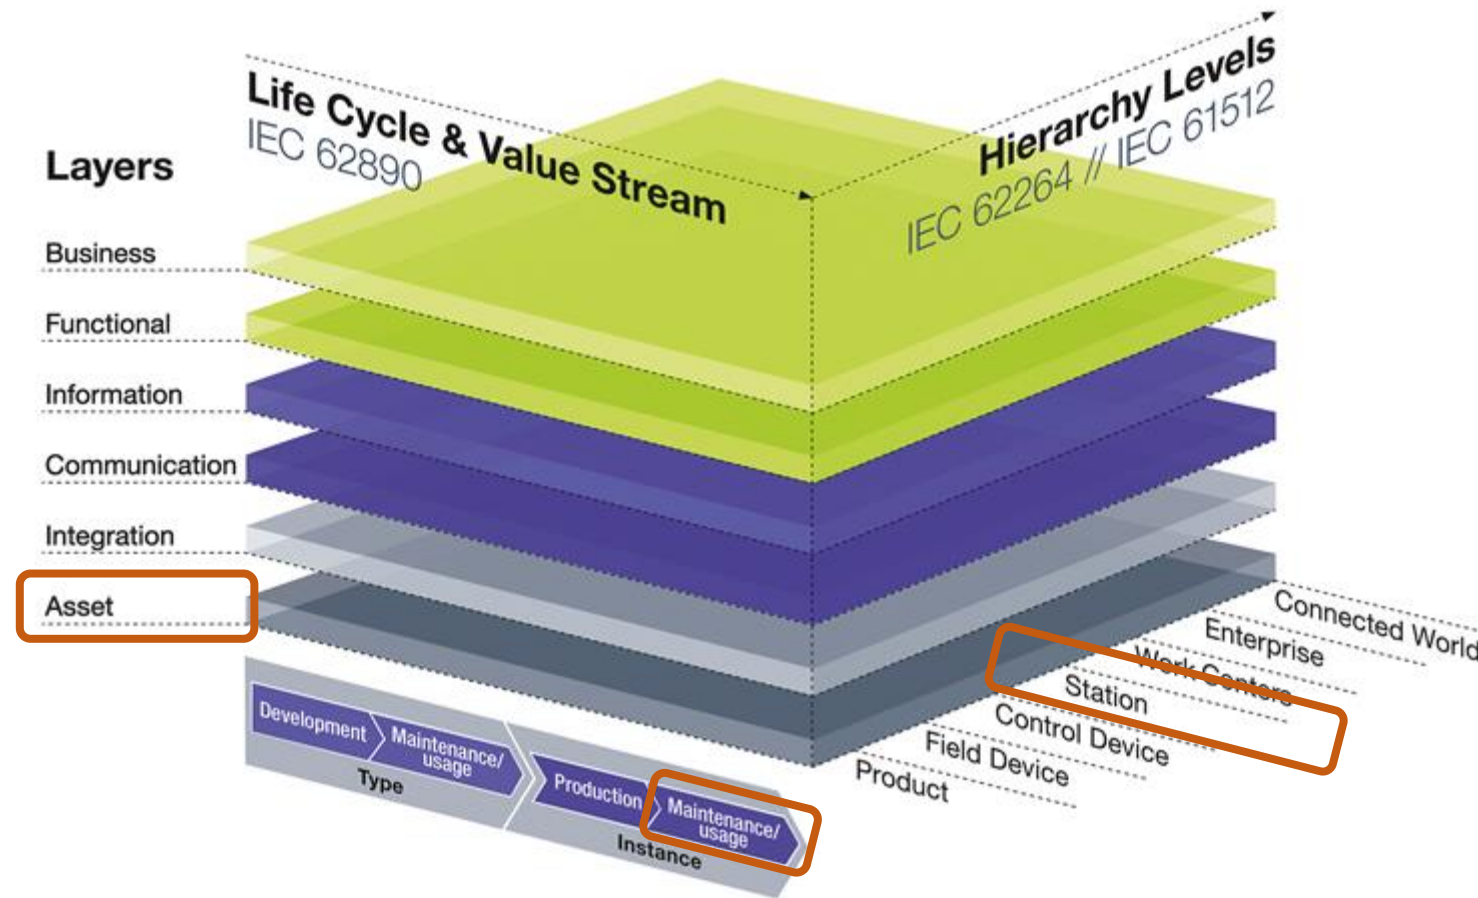 Life Cycle & Value Stream
IEC 62890
Hierarchy Levels
IEC 62264 // IEC 61512
Layers
Business
Functional
Information
Communication
Integration
Asset
Development
Maintenance/
usage
Type
Production
Maintenance/
usage
Instance
Connected World
Enterprise
Work Centers
Station
Control Device
Field Device
Product